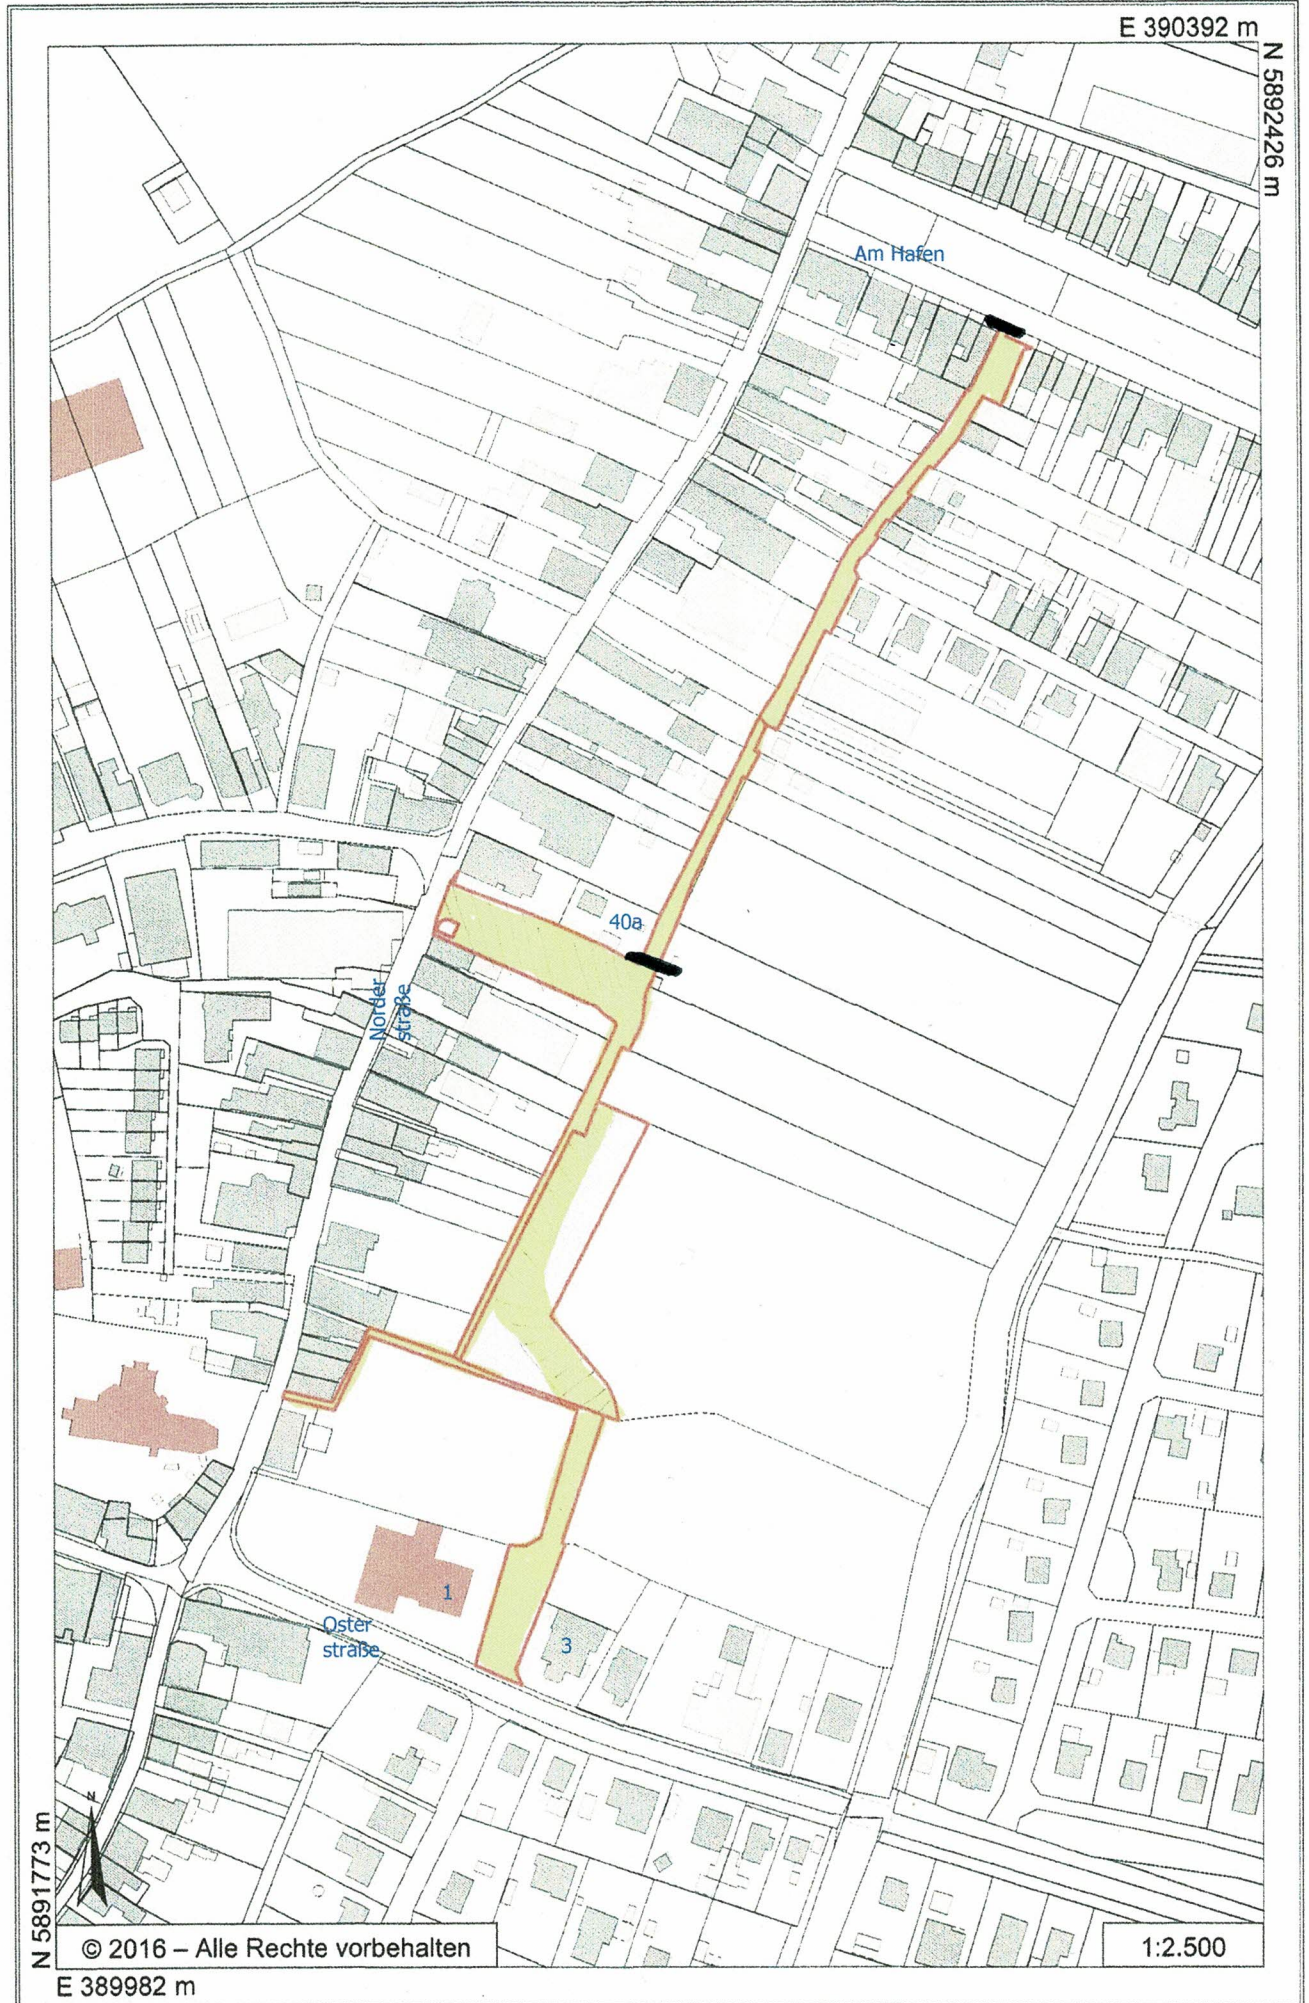 E 390392 m
N 5892426 m
Am Hafen
40a
Norder
straße
1
Oster
straße
3
N
N 5891773 m
© 2016 – Alle Rechte vorbehalten
1:2.500
E 389982 m